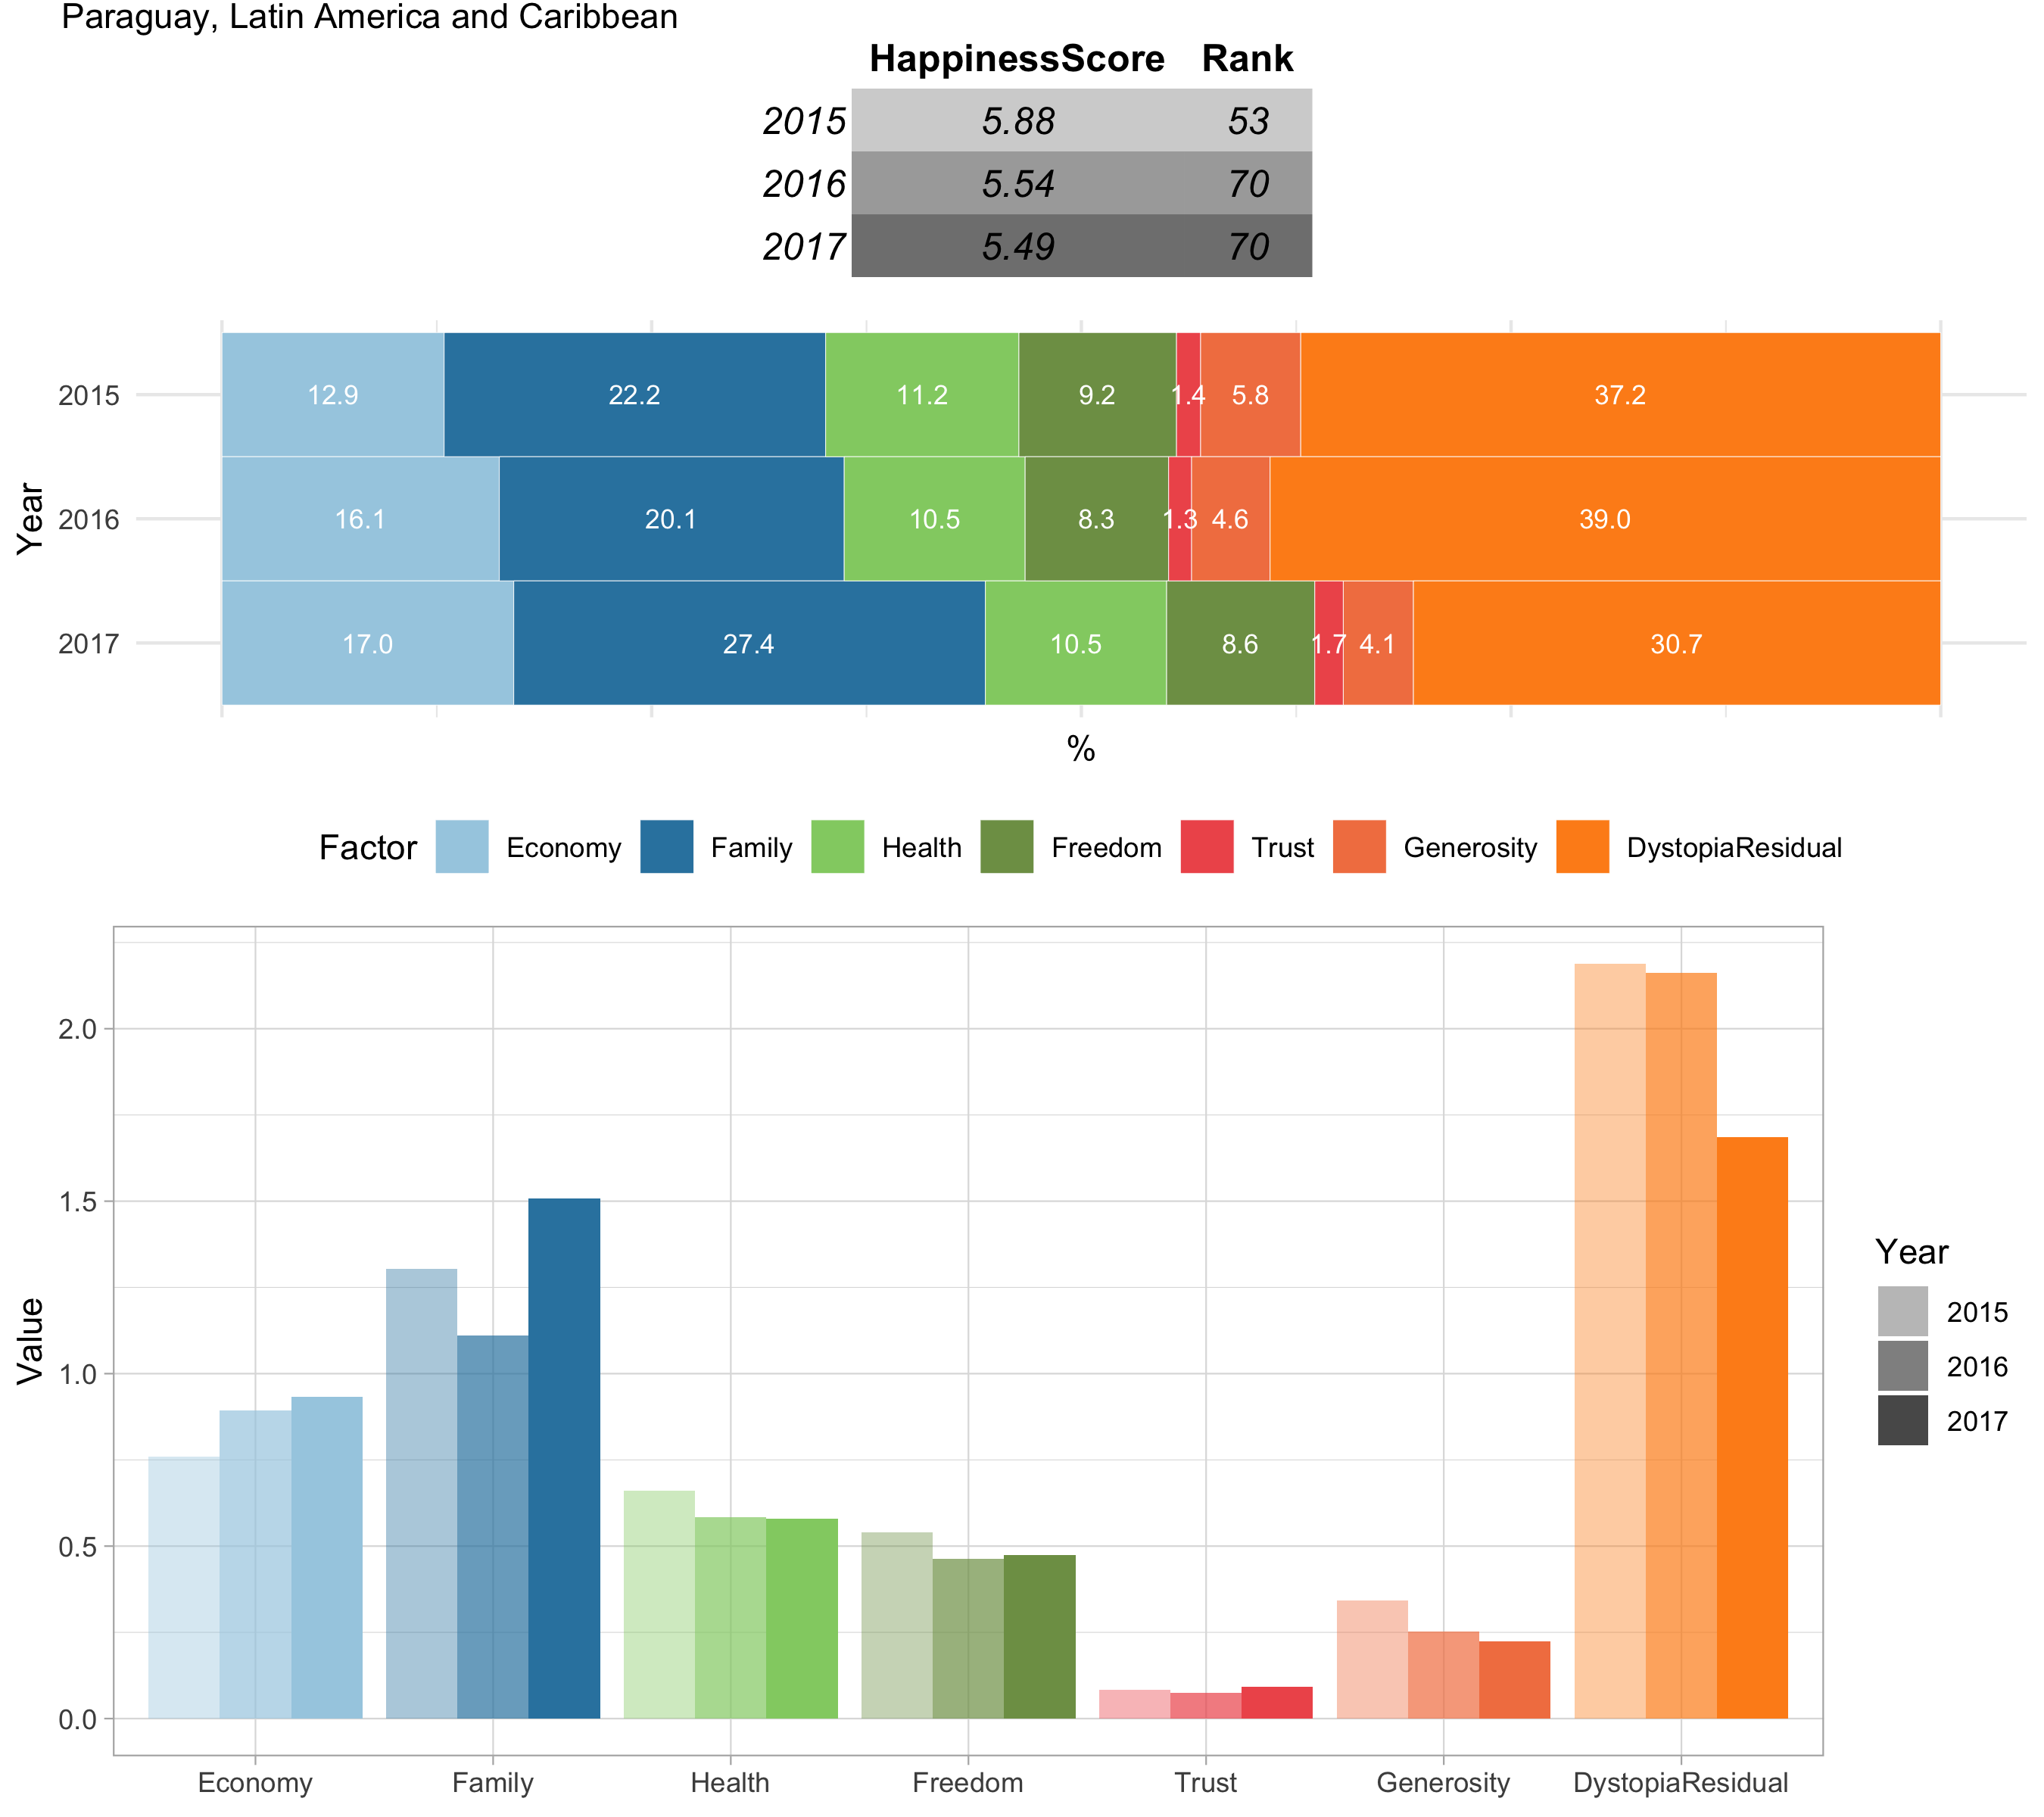 Paraguay, Latin America and Caribbean
HappinessScore Rank
2015 5.88 53
2016 5.54 70
2017 5.49 70
Year
2015 12.9 22.2 11.2 9.2 1.4 5.8 37.2
2016 16.1 20.1 10.5 8.3 1.3 4.6 39.0
2017 17.0 27.4 10.5 8.6 1.7 4.1 30.7
%
Factor Economy Family Health Freedom Trust Generosity DystopiaResidual
Value
2.0
1.5
1.0
0.5
0.0
Economy Family Health Freedom Trust Generosity DystopiaResidual
Year
2015
2016
2017